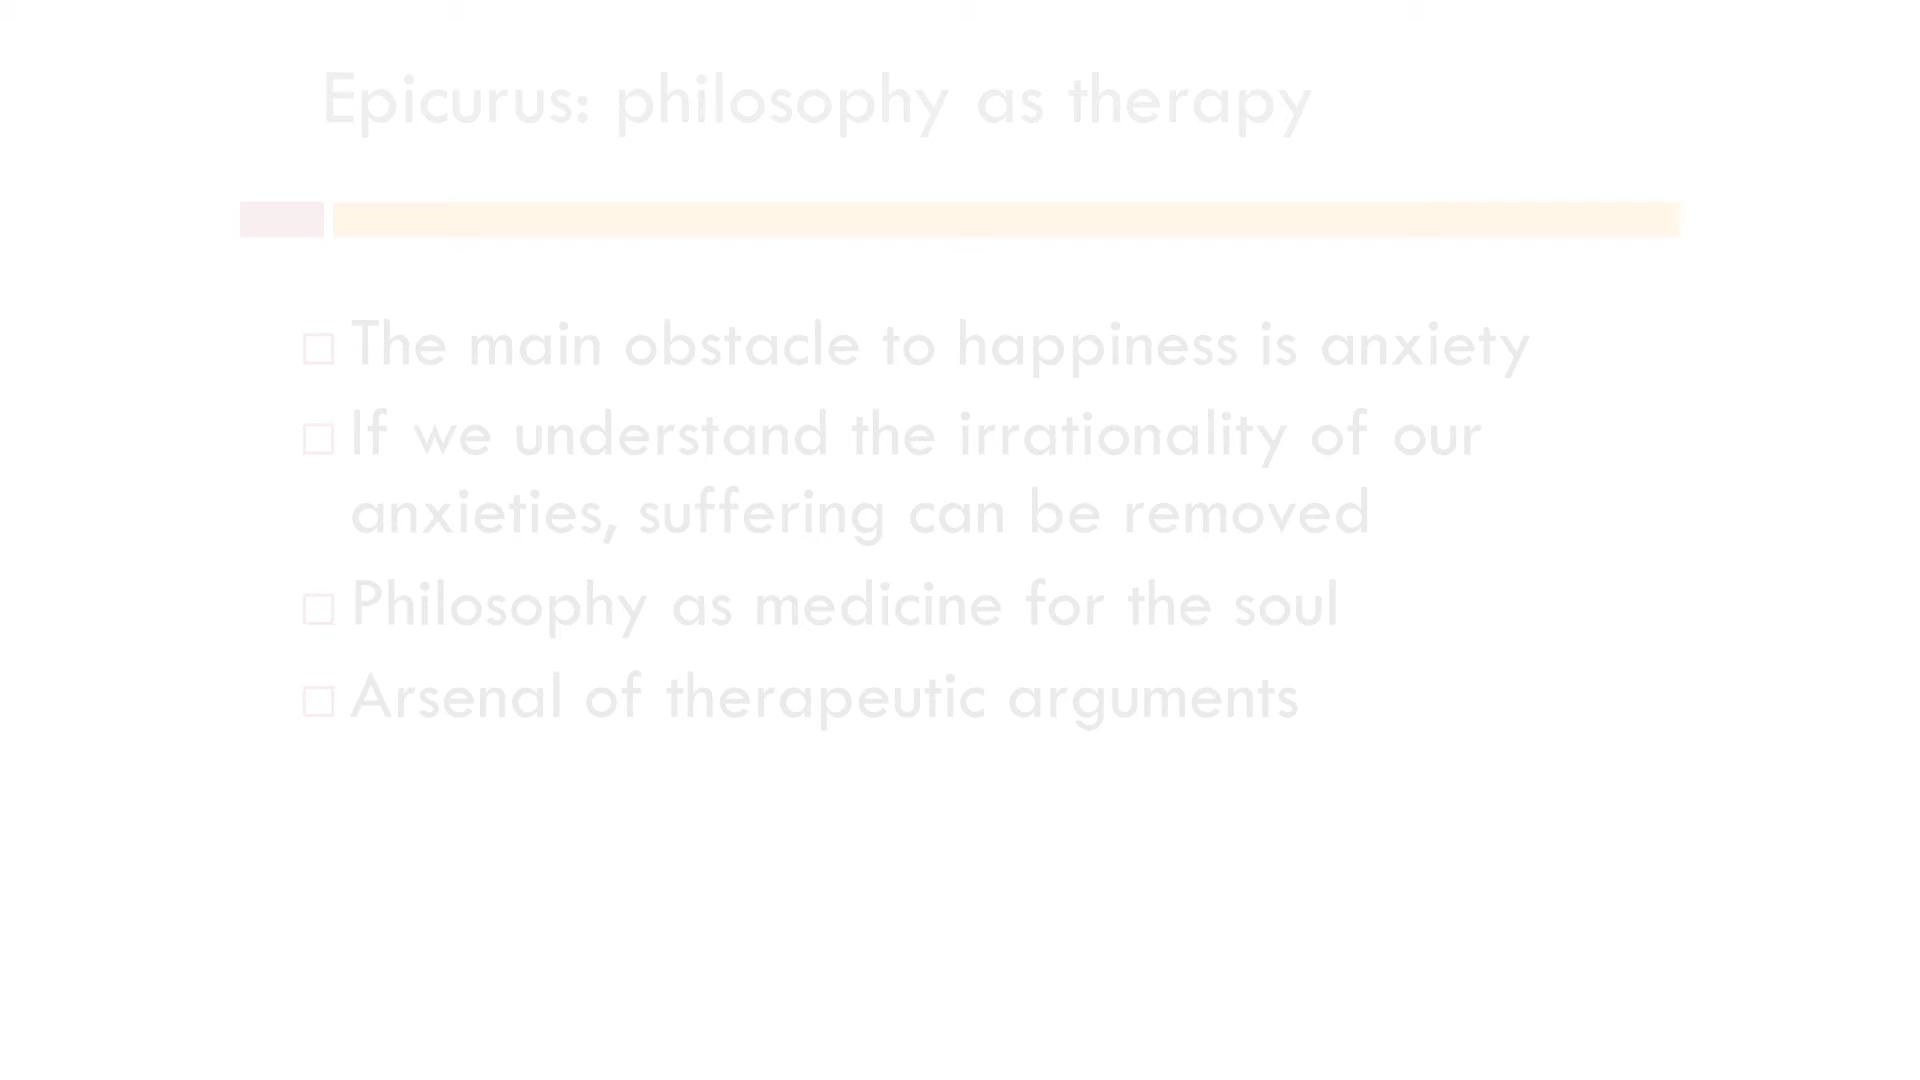 Epicurus: philosophy as therapy
The main obstacle to happiness is anxiety
If we understand the irrationality of our
anxieties, suffering can be removed
Philosophy as medicine for the soul
Arsenal of therapeutic arguments